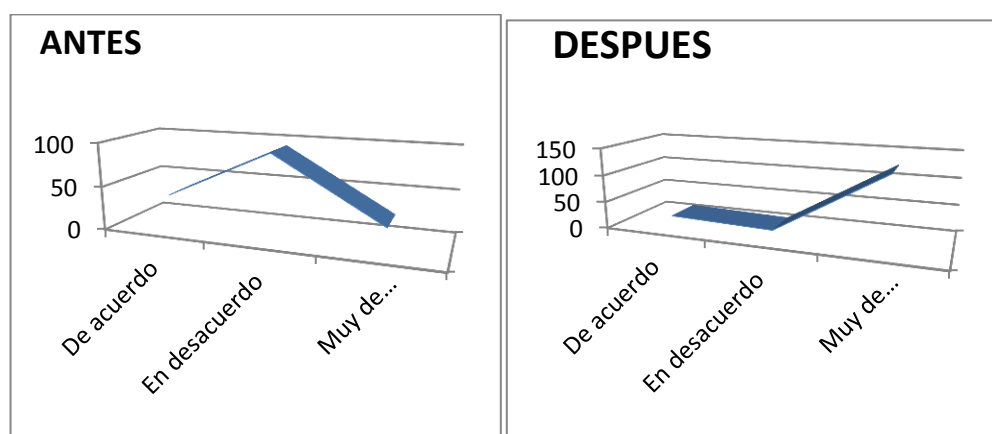 ANTES
100
50
0
De acuerdo
En desacuerdo
Muy de...
DESPUES
150
100
50
0
De acuerdo
En desacuerdo
Muy de...